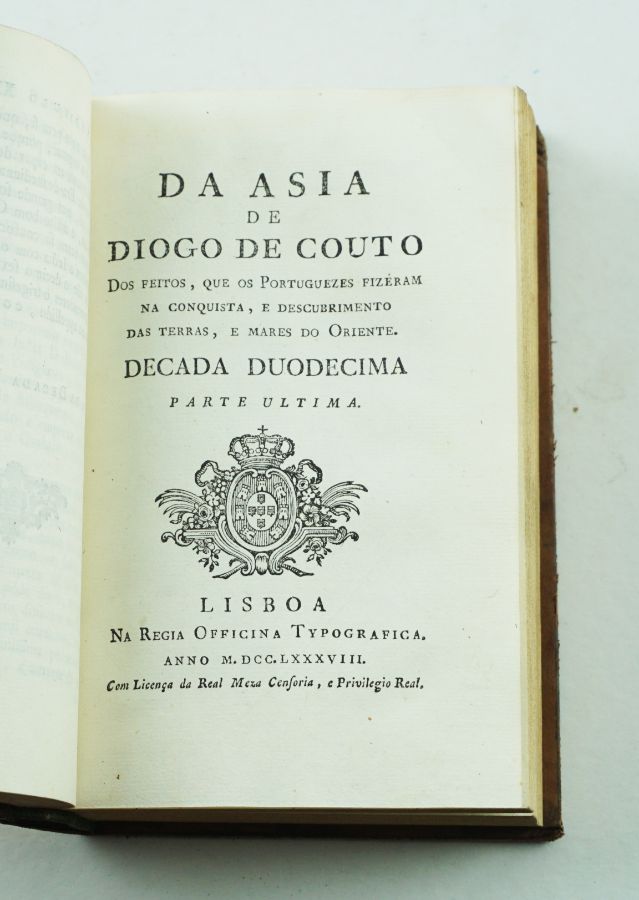 DA ASIA
DE
DIOGO DE COUTO
DOS FEITOS, QUE OS PORTUGUEZES FIZÉRAM
NA CONQUISTA, E DESCUBRIMENTO
DAS TERRAS, E MARES DO ORIENTE.
DECADA DUODECIMA
PARTE ULTIMA.
LISBOA
NA REGIA OFFICINA TYPOGRAFICA.
ANNO M.DCC.LXXXVIII.
Com Licença da Real Meza Censoria, e Privilegio Real.